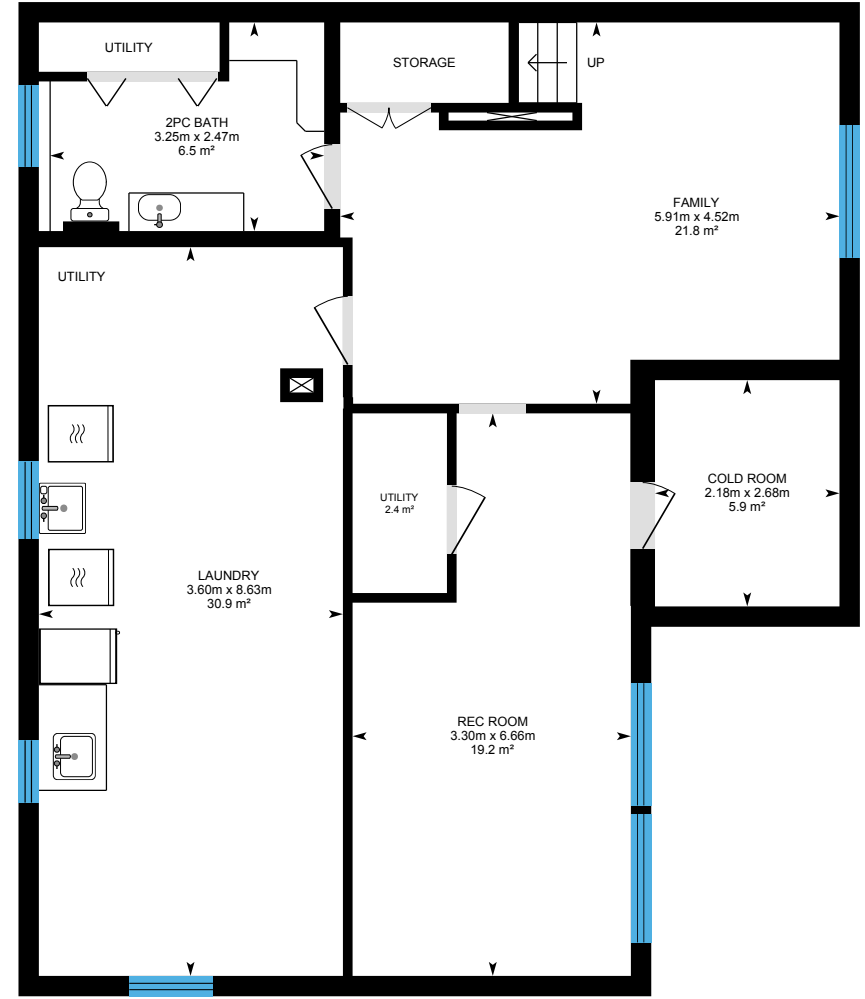 UTILITY
STORAGE
UP
2PC BATH
3.25m x 2.47m
6.5 m²
FAMILY
5.91m x 4.52m
21.8 m²
UTILITY
COLD ROOM
2.18m x 2.68m
5.9 m²
UTILITY
2.4 m²
LAUNDRY
3.60m x 8.63m
30.9 m²
REC ROOM
3.30m x 6.66m
19.2 m²